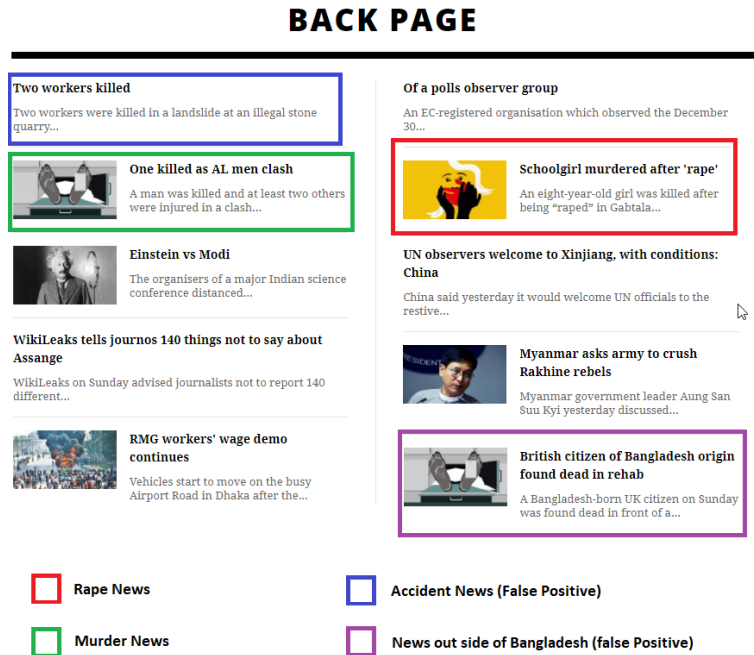 BACK PAGE
Two workers killed
Two workers were killed in a landslide at an illegal stone
quarry...
One killed as AL men clash
A man was killed and at least two others
were injured in a clash...
Einstein vs Modi
The organisers of a major Indian science
conference distanced...
WikiLeaks tells journos 140 things not to say about
Assange
WikiLeaks on Sunday advised journalists not to report 140
different...
RMG workers' wage demo
continues
Vehicles start to move on the busy
Airport Road in Dhaka after the...
Of a polls observer group
An EC-registered organisation which observed the December
30...
Schoolgirl murdered after 'rape'
An eight-year-old girl was killed after
being “raped” in Gabtala...
UN observers welcome to Xinjiang, with conditions:
China
China said yesterday it would welcome UN officials to the
restive...
ESIDENT
Myanmar asks army to crush
Rakhine rebels
Myanmar government leader Aung San
Suu Kyi yesterday discussed...
British citizen of Bangladesh origin
found dead in rehab
A Bangladesh-born UK citizen on Sunday
was found dead in front of a...
Rape News
Accident News (False Positive)
Murder News
News out side of Bangladesh (false Positive)